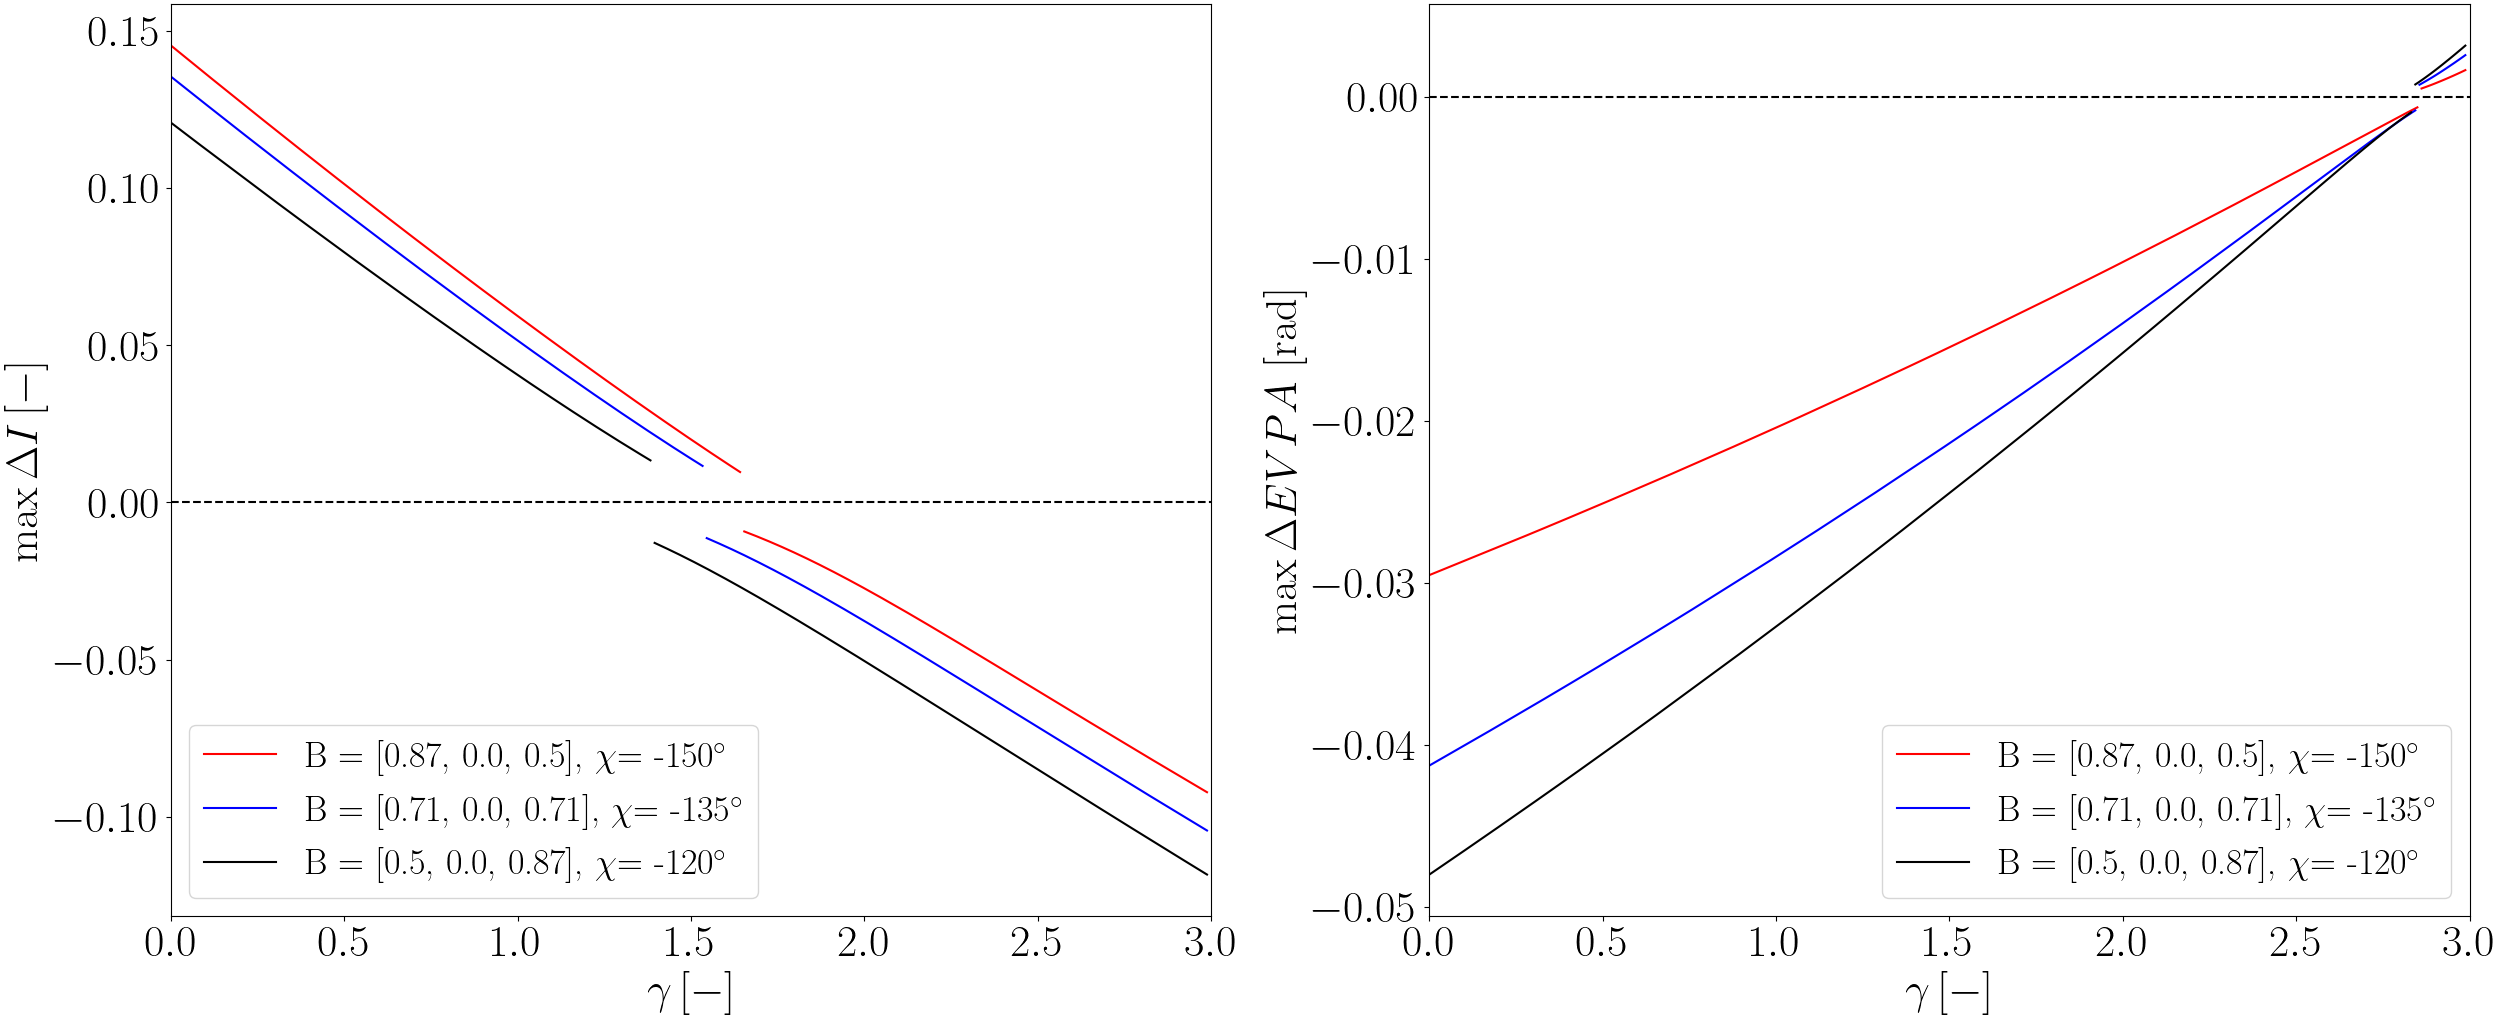 max ΔI [−]
0.15
0.10
0.05
0.00
−0.05
−0.10
B = [0.87, 0.0, 0.5], χ= -150°
B = [0.71, 0.0, 0.71], χ= -135°
B = [0.5, 0.0, 0.87], χ= -120°
0.0 0.5 1.0 1.5 2.0 2.5 3.0
γ [−]
max ΔEVPA [rad]
0.00
−0.01
−0.02
−0.03
−0.04
−0.05
B = [0.87, 0.0, 0.5], χ= -150°
B = [0.71, 0.0, 0.71], χ= -135°
B = [0.5, 0.0, 0.87], χ= -120°
0.0 0.5 1.0 1.5 2.0 2.5 3.0
γ [−]